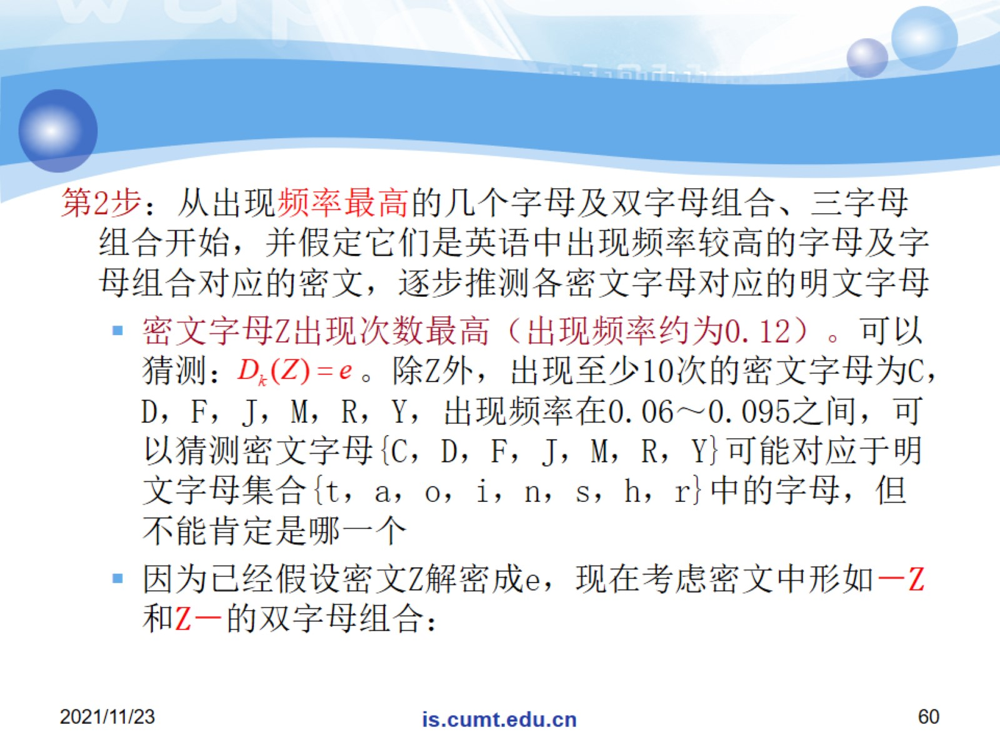 第2步：从出现频率最高的几个字母及双字母组合、三字母
组合开始，并假定它们是英语中出现频率较高的字母及字
母组合对应的密文，逐步推测各密文字母对应的明文字母
密文字母Z出现次数最高（出现频率约为0.12）。可以
猜测：D_k(Z)=e。除Z外，出现至少10次的密文字母为C，
D，F，J，M，R，Y，出现频率在0.06～0.095之间，可
以猜测密文字母{C，D，F，J，M，R，Y}可能对应于明
文字母集合{t，a，o，i，n，s，h，r}中的字母，但
不能肯定是哪一个
因为已经假设密文Z解密成e，现在考虑密文中形如－Z
和Z－的双字母组合：
2021/11/23
is.cumt.edu.cn
60